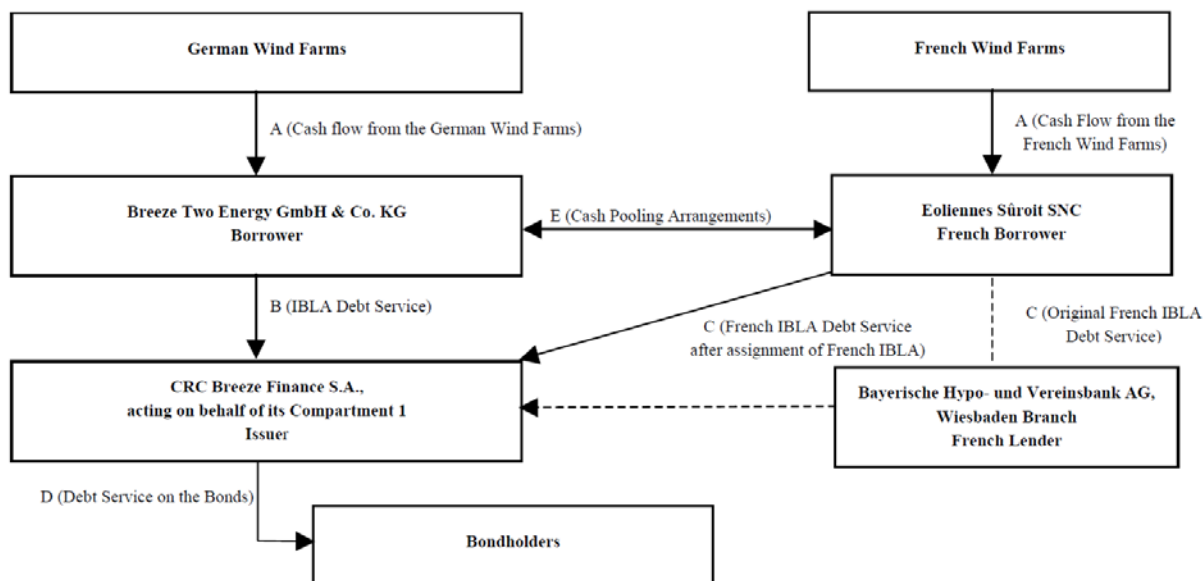 German Wind Farms
French Wind Farms
A (Cash flow from the German Wind Farms)
A (Cash Flow from the
French Wind Farms)
Breeze Two Energy GmbH & Co. KG
Borrower
E (Cash Pooling Arrangements)
Eoliennes Sûroit SNC
French Borrower
B (IBLA Debt Service)
C (French IBLA Debt Service
after assignment of French IBLA)
C (Original French IBLA
Debt Service)
CRC Breeze Finance S.A.,
acting on behalf of its Compartment 1
Issuer
Bayerische Hypo- und Vereinsbank AG,
Wiesbaden Branch
French Lender
D (Debt Service on the Bonds)
Bondholders